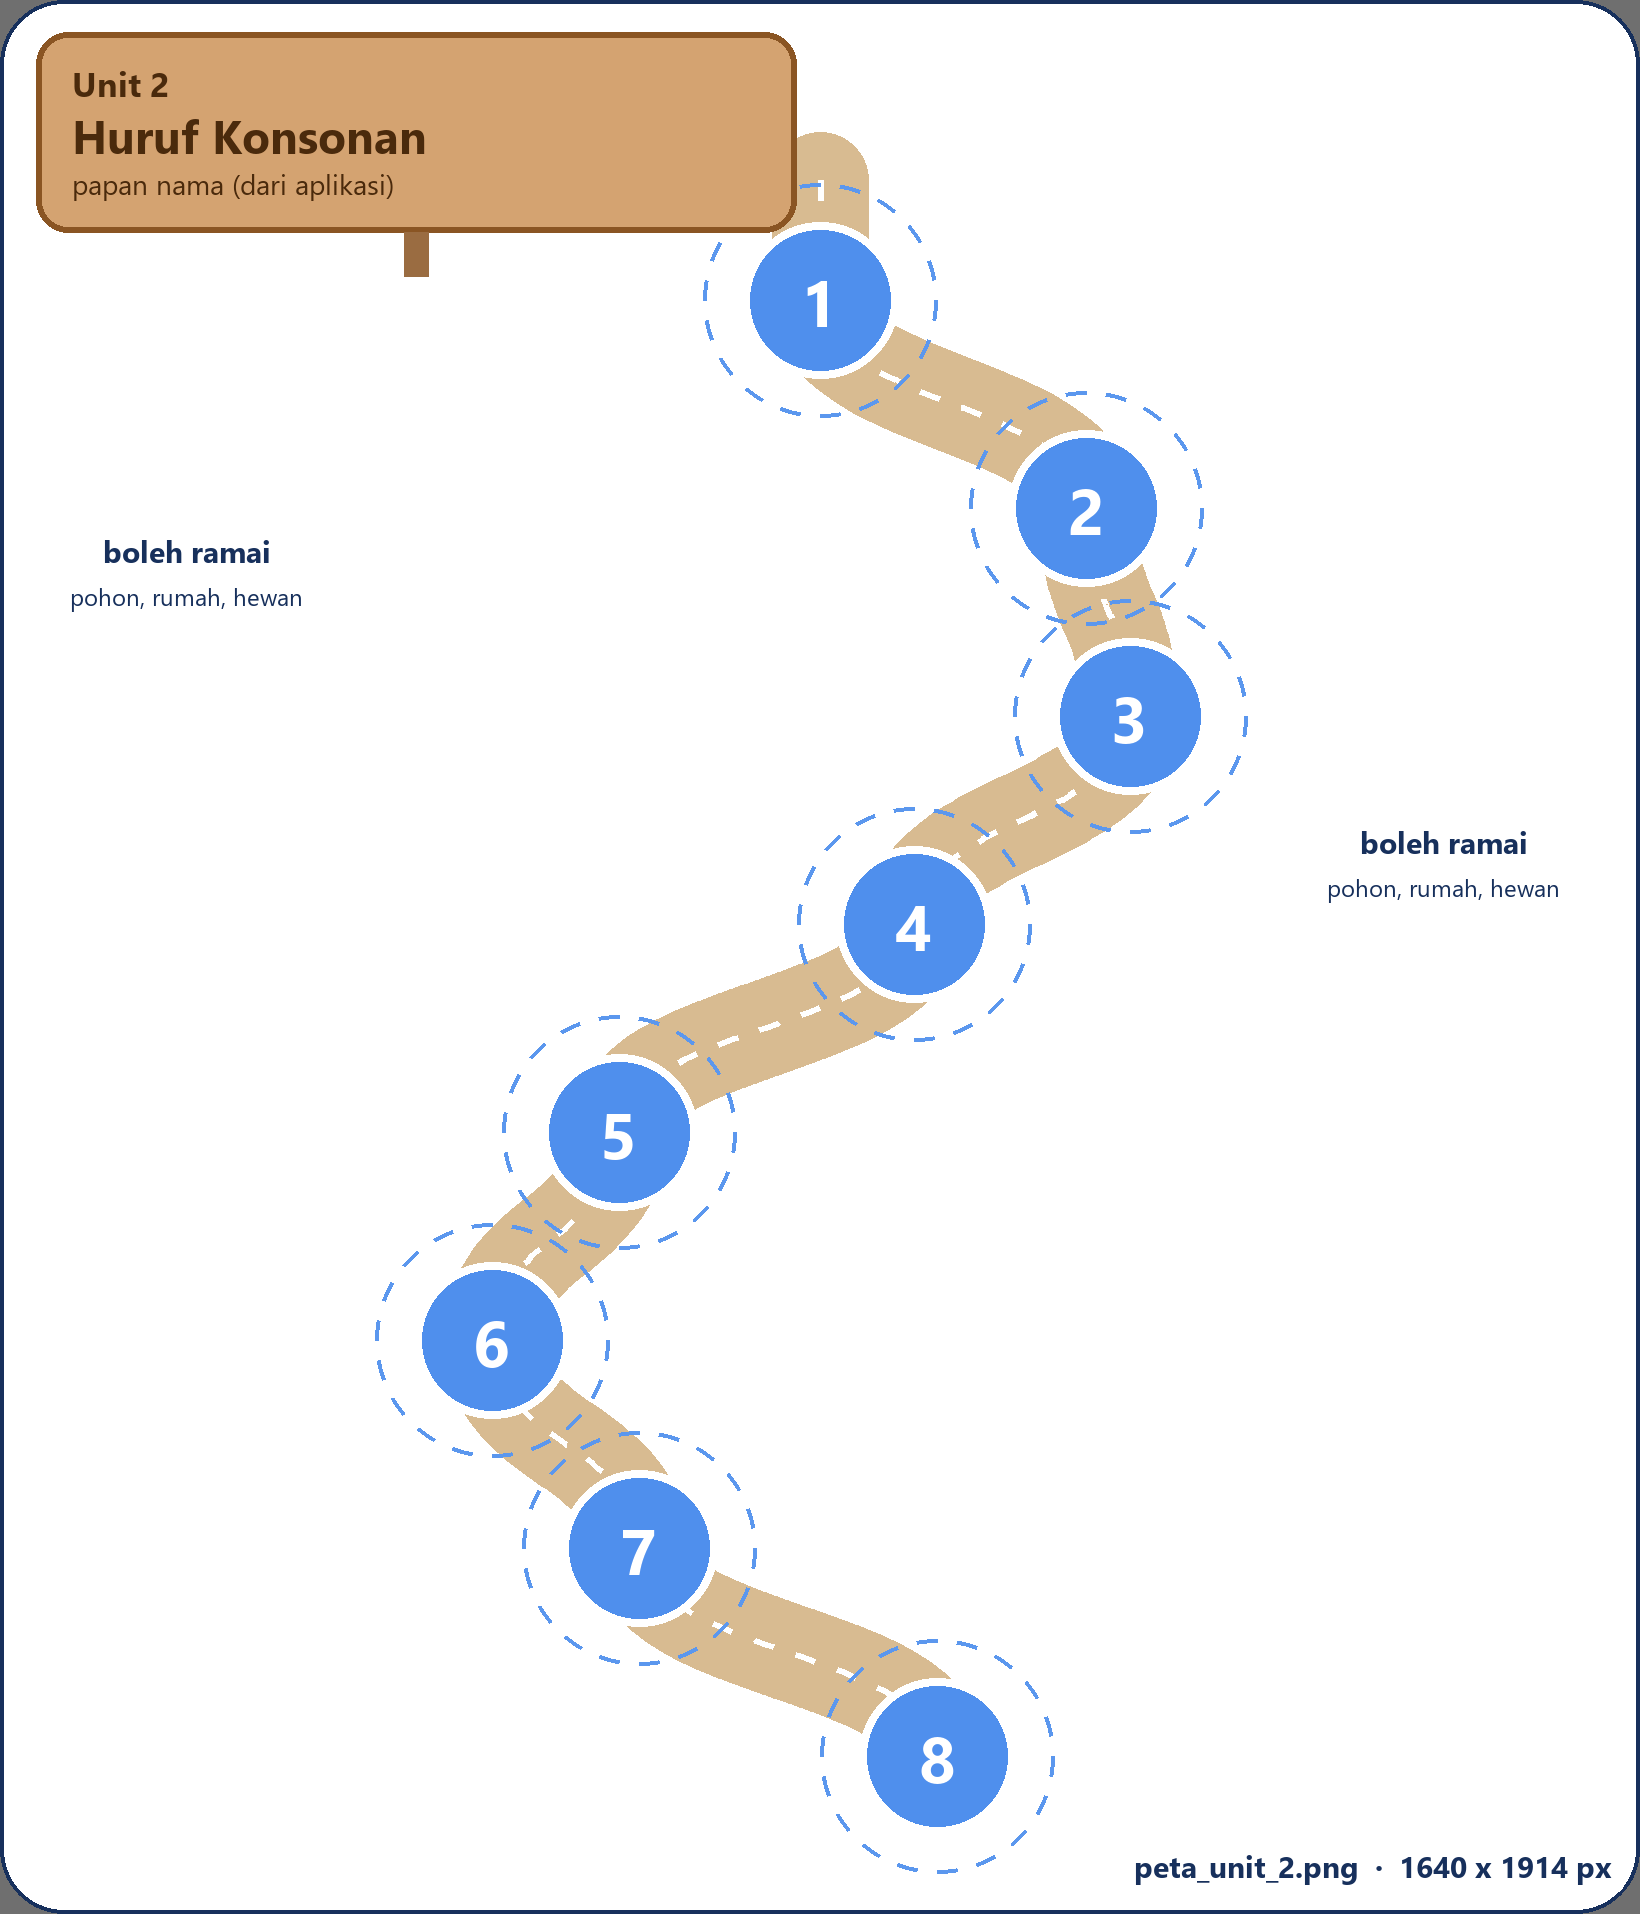 Unit 2
Huruf Konsonan
papan nama (dari aplikasi)
1
2
boleh ramai
pohon, rumah, hewan
3
boleh ramai
pohon, rumah, hewan
4
5
6
7
8
peta_unit_2.png · 1640 x 1914 px